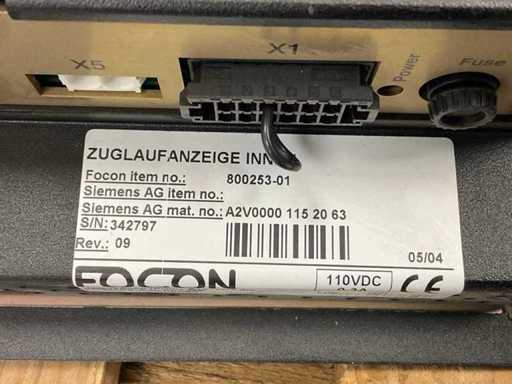 X5
X1
Power
Fuse
ZUGLAUFANZEIGE INN
Focon item no.: 800253-01
Siemens AG item no.:
Siemens AG mat. no.: A2V0000 115 20 63
S/N: 342797
Rev.: 09
05/04
FOCON
110VDC
CE